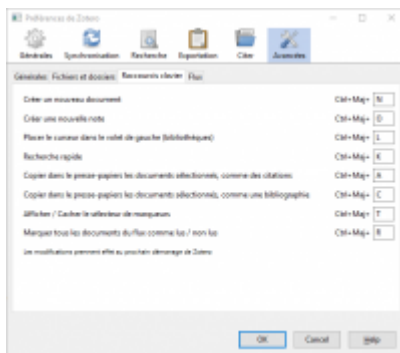 Préférences de Zotero
Générales Synchronisation Recherche Exportation Citer Avancées
Générales Fichiers et dossiers Raccourcis clavier Flux
Créer un nouveau document Ctrl+Maj+ N
Créer une nouvelle note Ctrl+Maj+ O
Placer le curseur dans le volet de gauche (bibliothèques) Ctrl+Maj+ L
Recherche rapide Ctrl+Maj+ K
Copier dans le presse-papiers les documents sélectionnés, comme des citations Ctrl+Maj+ A
Copier dans le presse-papiers les documents sélectionnés, comme une bibliographie Ctrl+Maj+ C
Afficher / Cacher le sélecteur de marqueurs Ctrl+Maj+ T
Marquer tous les documents du flux comme lus / non lus Ctrl+Maj+ R
Les modifications prennent effet au prochain démarrage de Zotero
OK Cancel Help